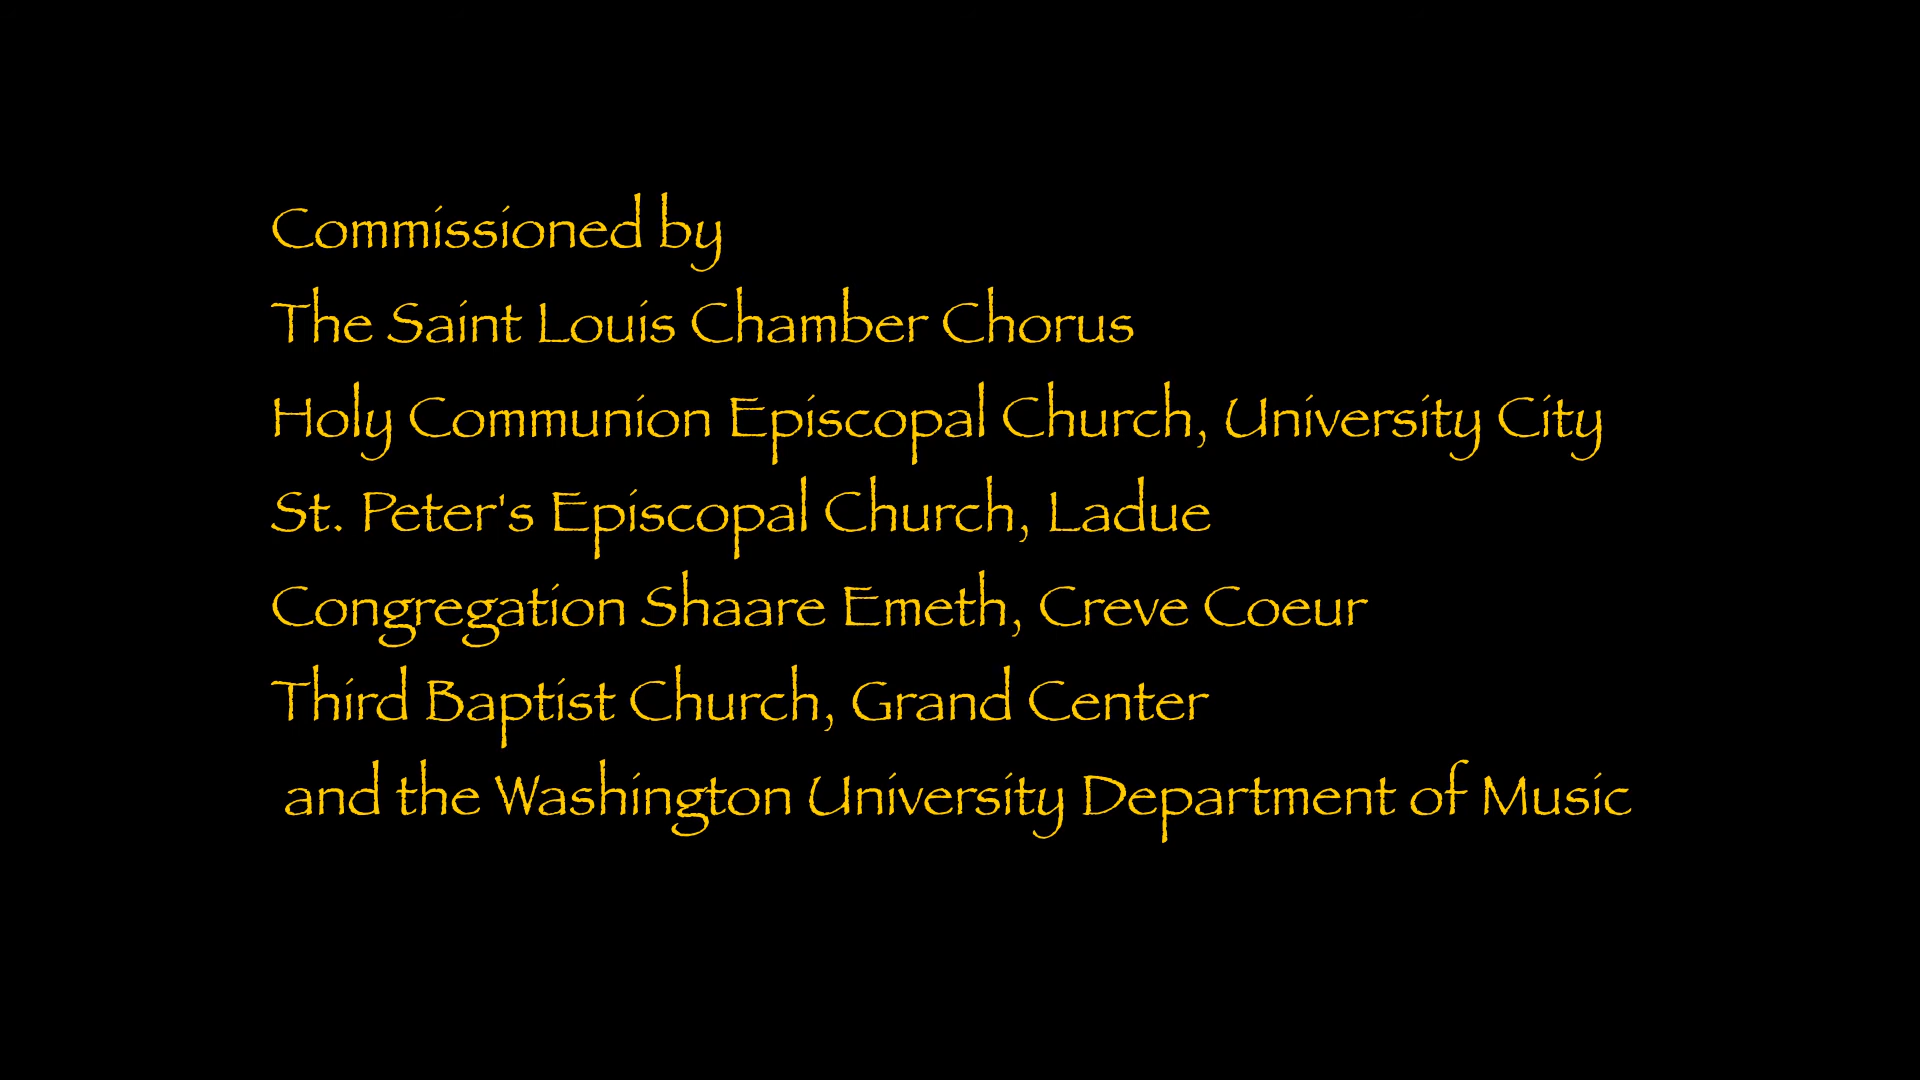 Commissioned by
The Saint Louis Chamber Chorus
Holy Communion Episcopal Church, University City
St. Peter's Episcopal Church, Ladue
Congregation Shaare Emeth, Creve Coeur
Third Baptist Church, Grand Center
and the Washington University Department of Music